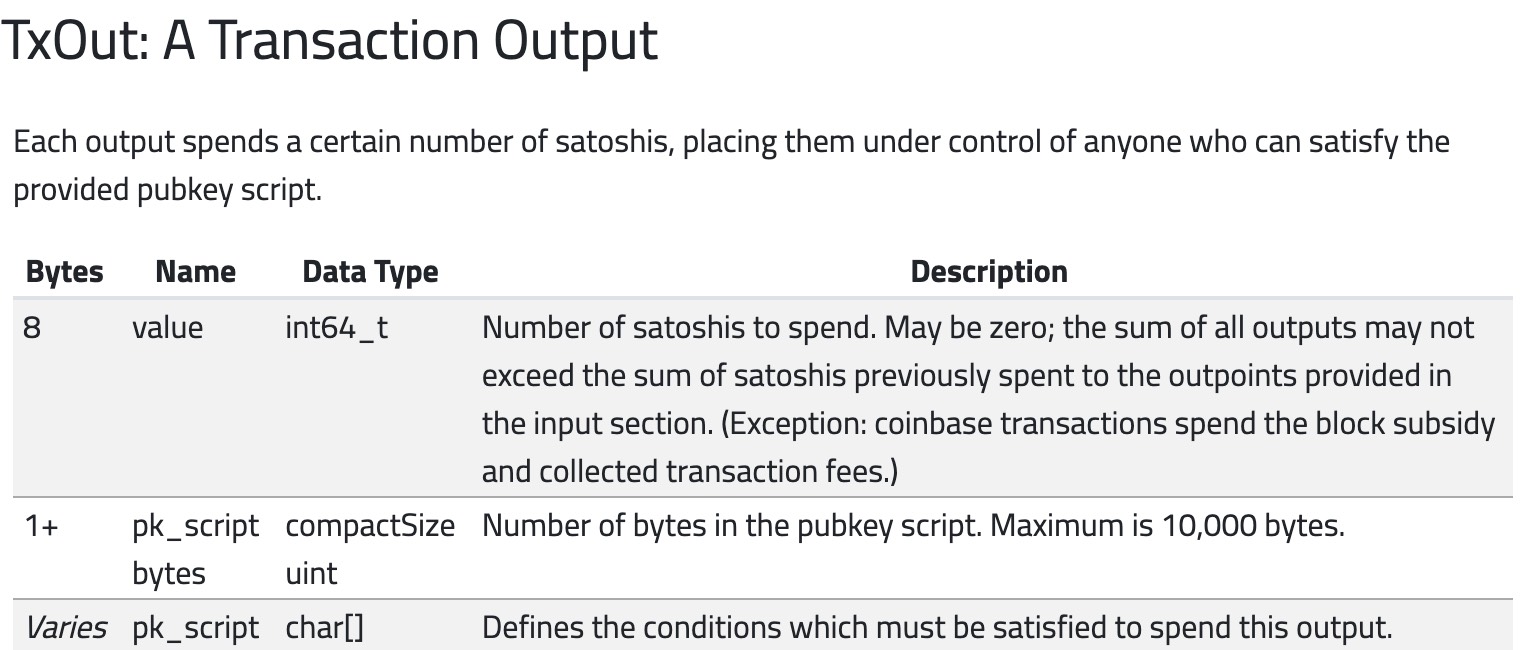 TxOut: A Transaction Output
Each output spends a certain number of satoshis, placing them under control of anyone who can satisfy the
provided pubkey script.
Bytes Name Data Type Description
8 value int64_t Number of satoshis to spend. May be zero; the sum of all outputs may not
exceed the sum of satoshis previously spent to the outpoints provided in
the input section. (Exception: coinbase transactions spend the block subsidy
and collected transaction fees.)
1+ pk_script compactSize Number of bytes in the pubkey script. Maximum is 10,000 bytes.
bytes uint
Varies pk_script char[] Defines the conditions which must be satisfied to spend this output.